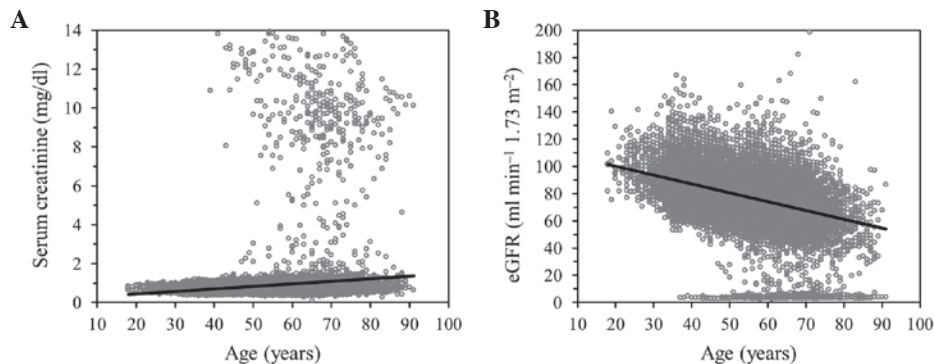 A
Serum creatinine (mg/dl)
14
12
10
8
6
4
2
0
10 20 30 40 50 60 70 80 90 100
Age (years)
B
eGFR (ml min⁻¹ 1.73 m⁻²)
200
180
160
140
120
100
80
60
40
20
0
10 20 30 40 50 60 70 80 90 100
Age (years)